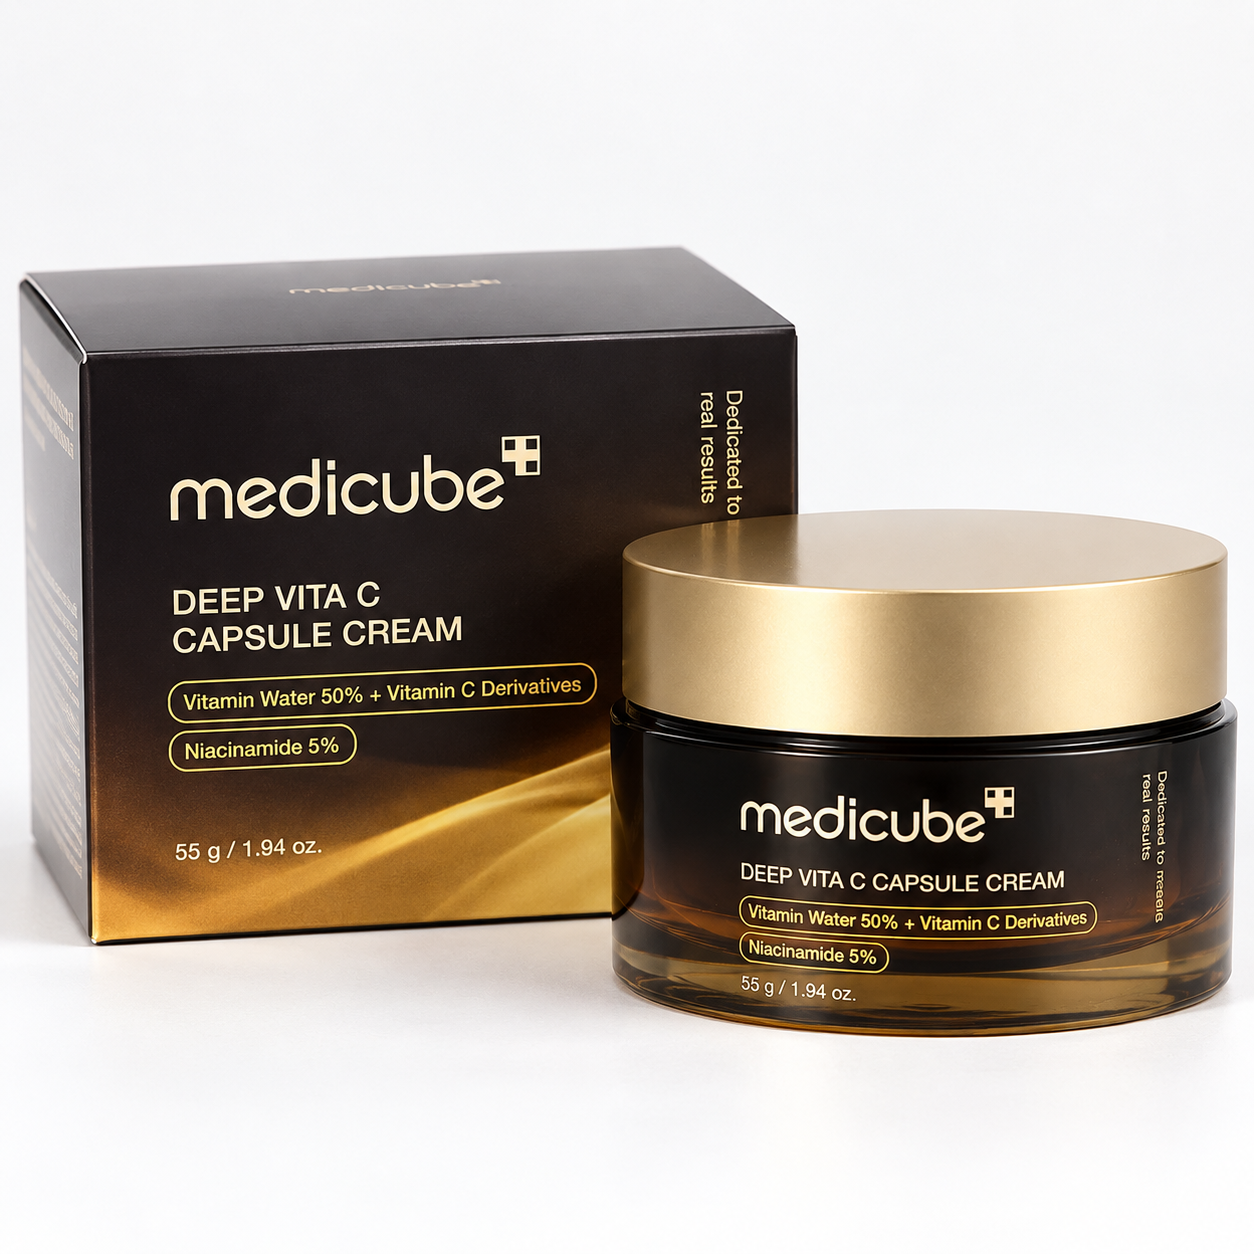 medicube
medicube
Dedicated to
real results
DEEP VITA C
CAPSULE CREAM
Vitamin Water 50% + Vitamin C Derivatives
Niacinamide 5%
55 g / 1.94 oz.
medicube
DEEP VITA C CAPSULE CREAM
Vitamin Water 50% + Vitamin C Derivatives
Niacinamide 5%
55 g / 1.94 oz.
Dedicated to
real results